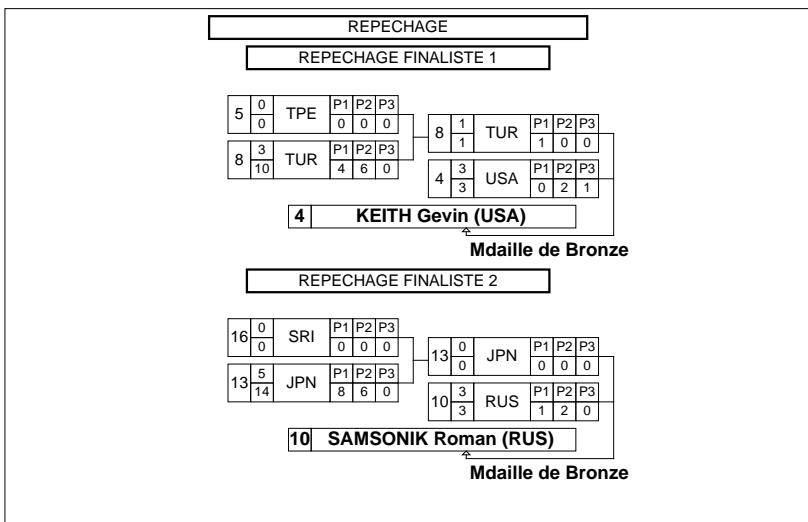 REPECHAGE
REPECHAGE FINALISTE 1
5 0 TPE P1 P2 P3
0 0 0 0
8 3 TUR P1 P2 P3
10 4 6 0
8 1 TUR P1 P2 P3
1 1 0 0
4 3 USA P1 P2 P3
3 0 2 1
4 KEITH Gevin (USA)
Mdaille de Bronze
REPECHAGE FINALISTE 2
16 0 SRI P1 P2 P3
0 0 0 0
13 5 JPN P1 P2 P3
14 8 6 0
13 0 JPN P1 P2 P3
0 0 0 0
10 3 RUS P1 P2 P3
3 1 2 0
10 SAMSONIK Roman (RUS)
Mdaille de Bronze